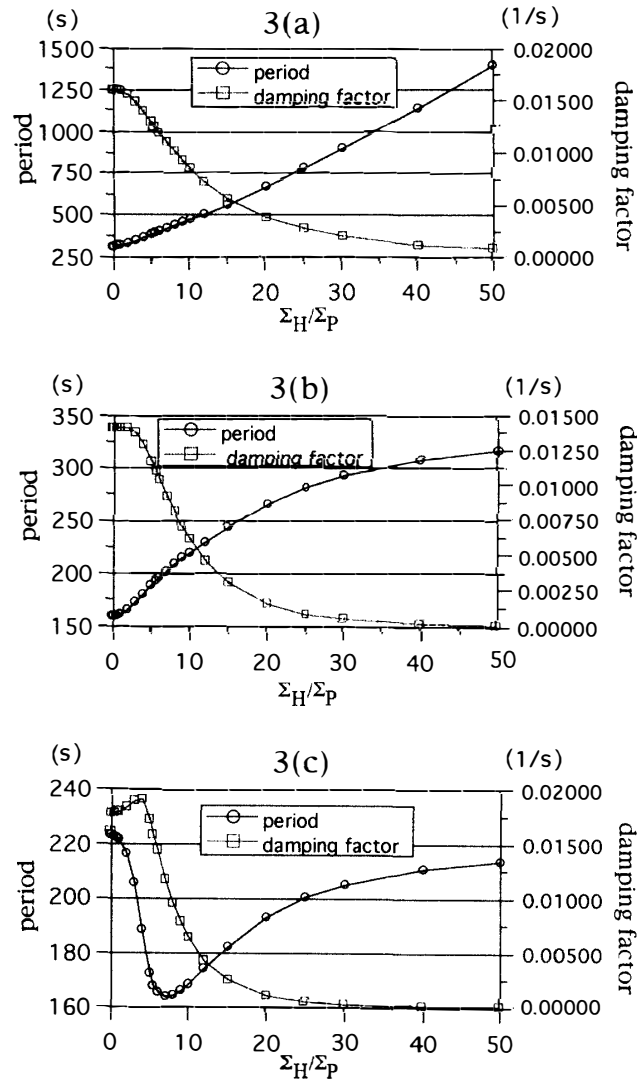 (s) 3(a) (1/s)
1500 0.02000
period
damping factor
1250 0.01500
1000
0.01000
750
500 0.00500
250 0.00000
period
damping factor
0 10 20 30 40 50
Σ_H/Σ_P
(s) 3(b) (1/s)
350 0.01500
period
damping factor
0.01250
300
0.01000
250 0.00750
0.00500
200
0.00250
150 0.00000
period
damping factor
0 10 20 30 40 50
Σ_H/Σ_P
(s) 3(c) (1/s)
240 0.02000
period
damping factor
220
0.01500
200
0.01000
180
0.00500
160 0.00000
period
damping factor
0 10 20 30 40 50
Σ_H/Σ_P